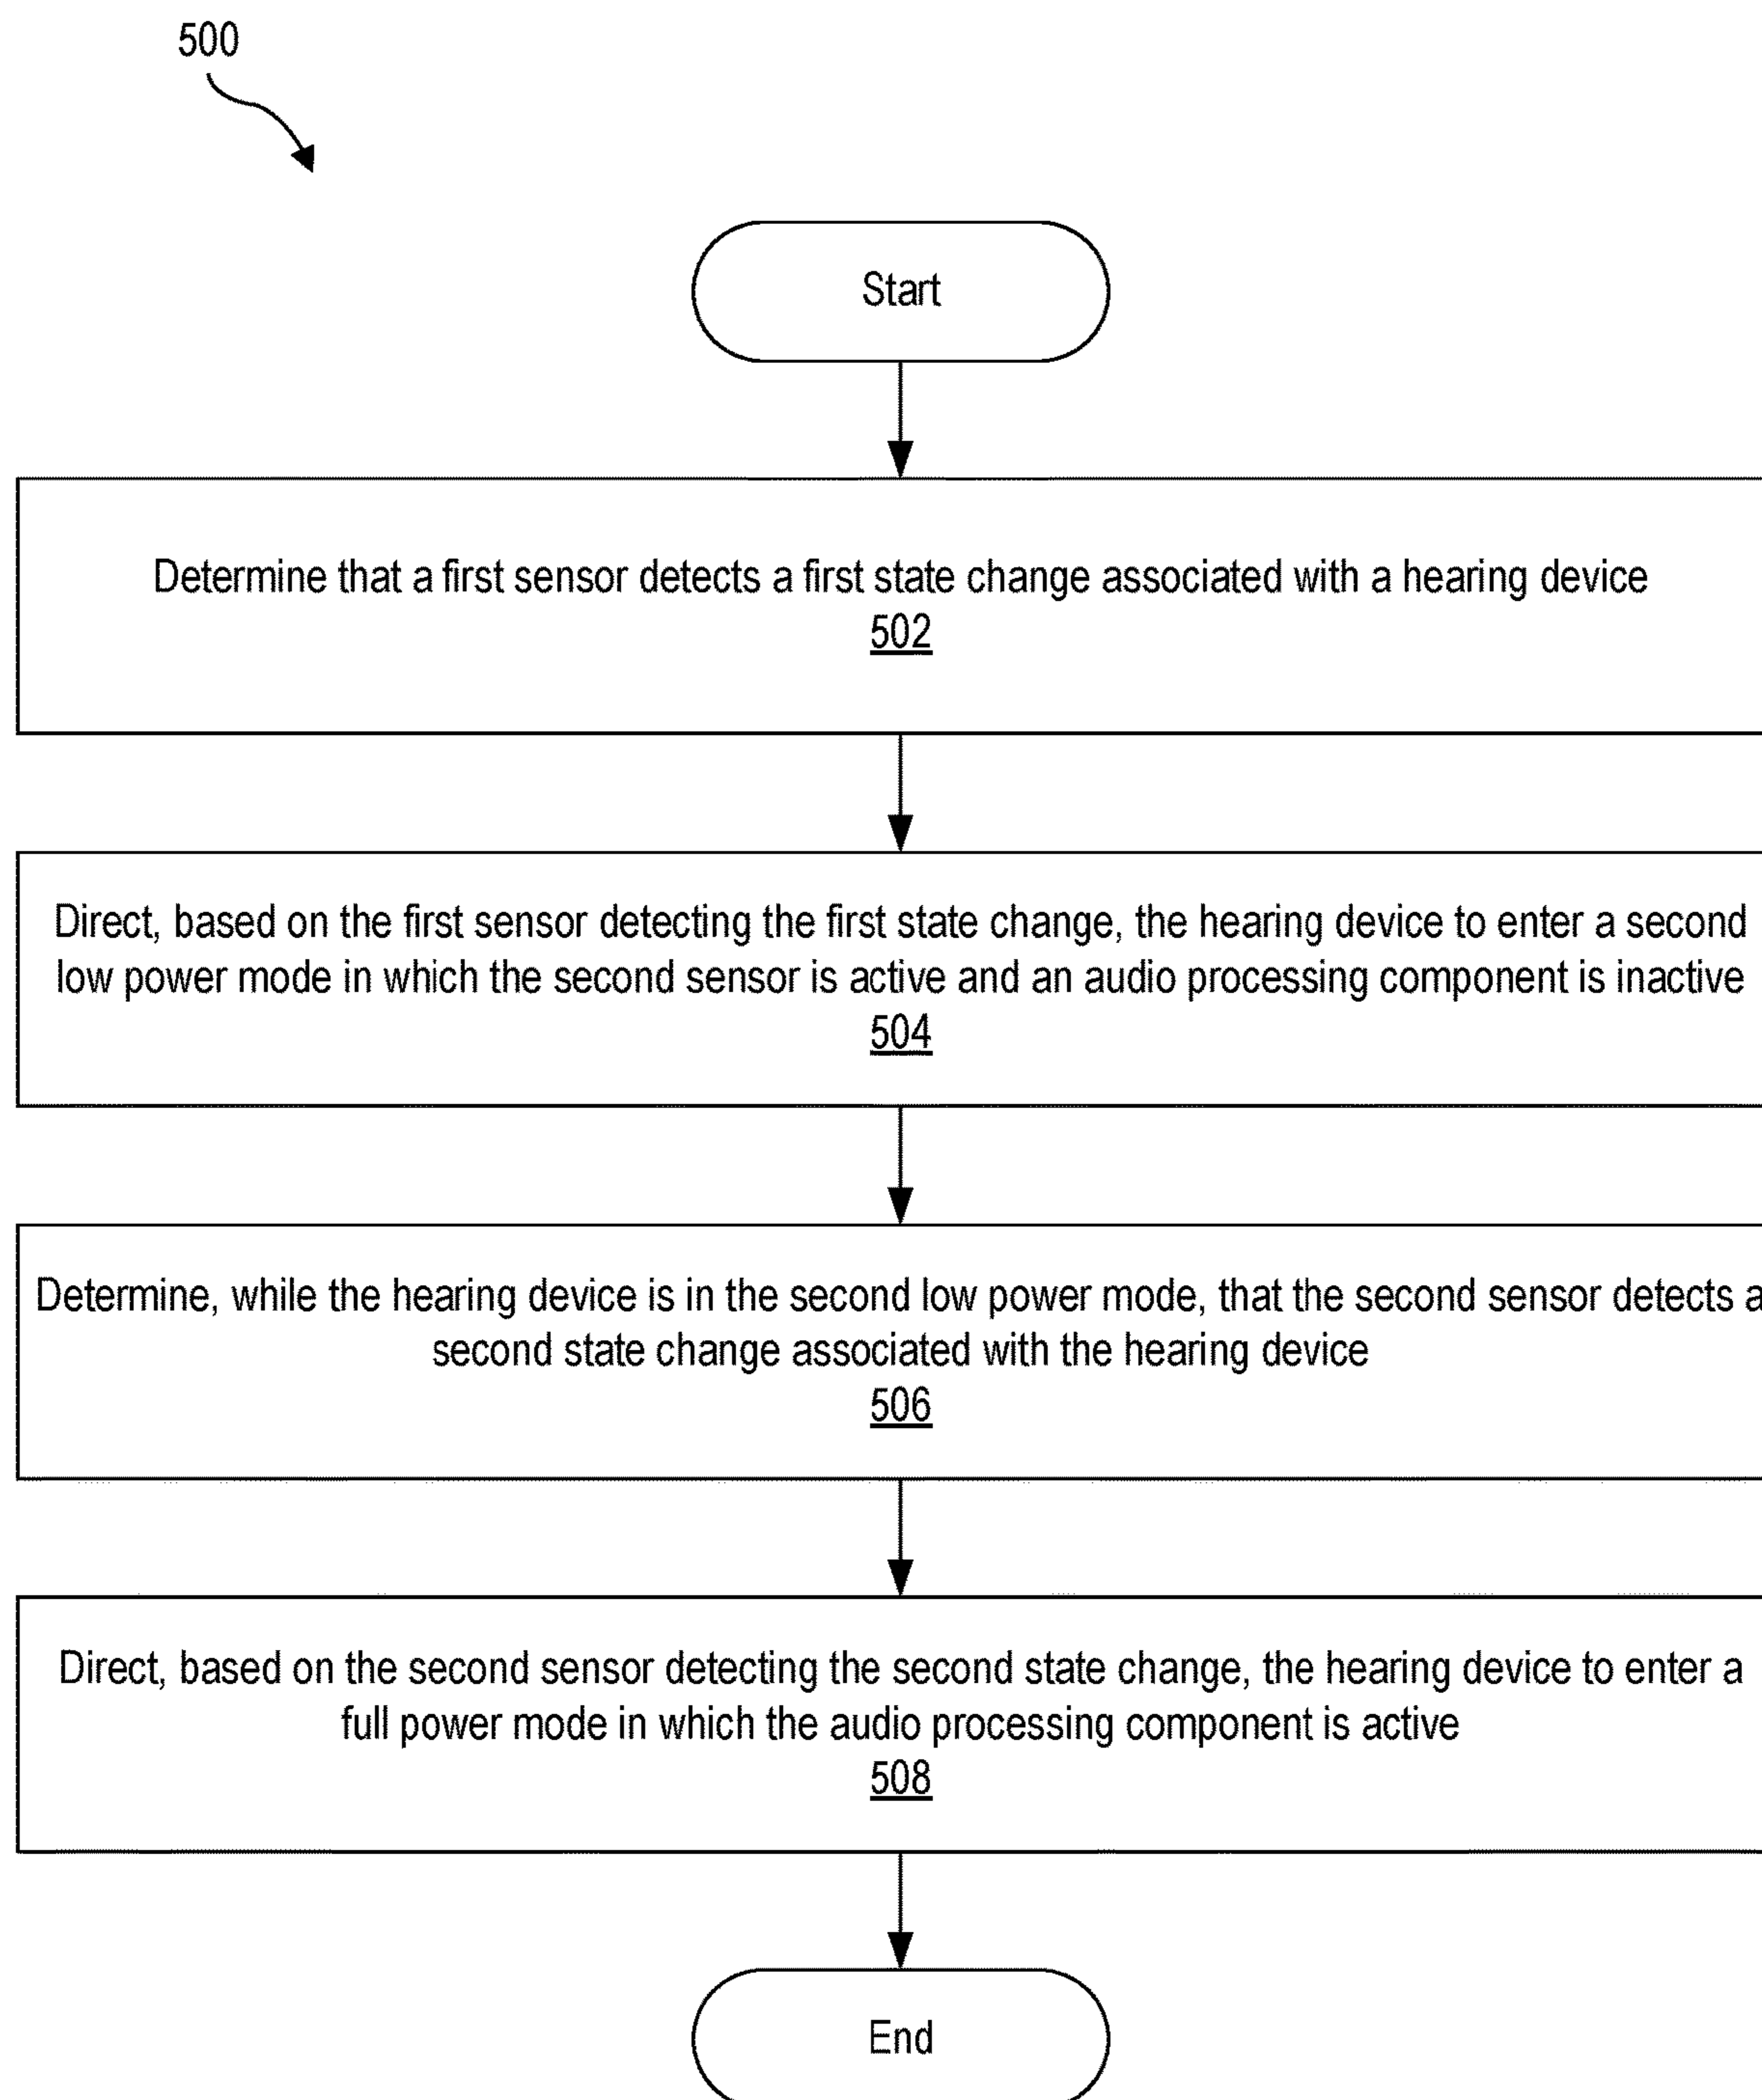 500
Start
Determine that a first sensor detects a first state change associated with a hearing device
502
Direct, based on the first sensor detecting the first state change, the hearing device to enter a second
low power mode in which the second sensor is active and an audio processing component is inactive
504
Determine, while the hearing device is in the second low power mode, that the second sensor detects a
second state change associated with the hearing device
506
Direct, based on the second sensor detecting the second state change, the hearing device to enter a
full power mode in which the audio processing component is active
508
End